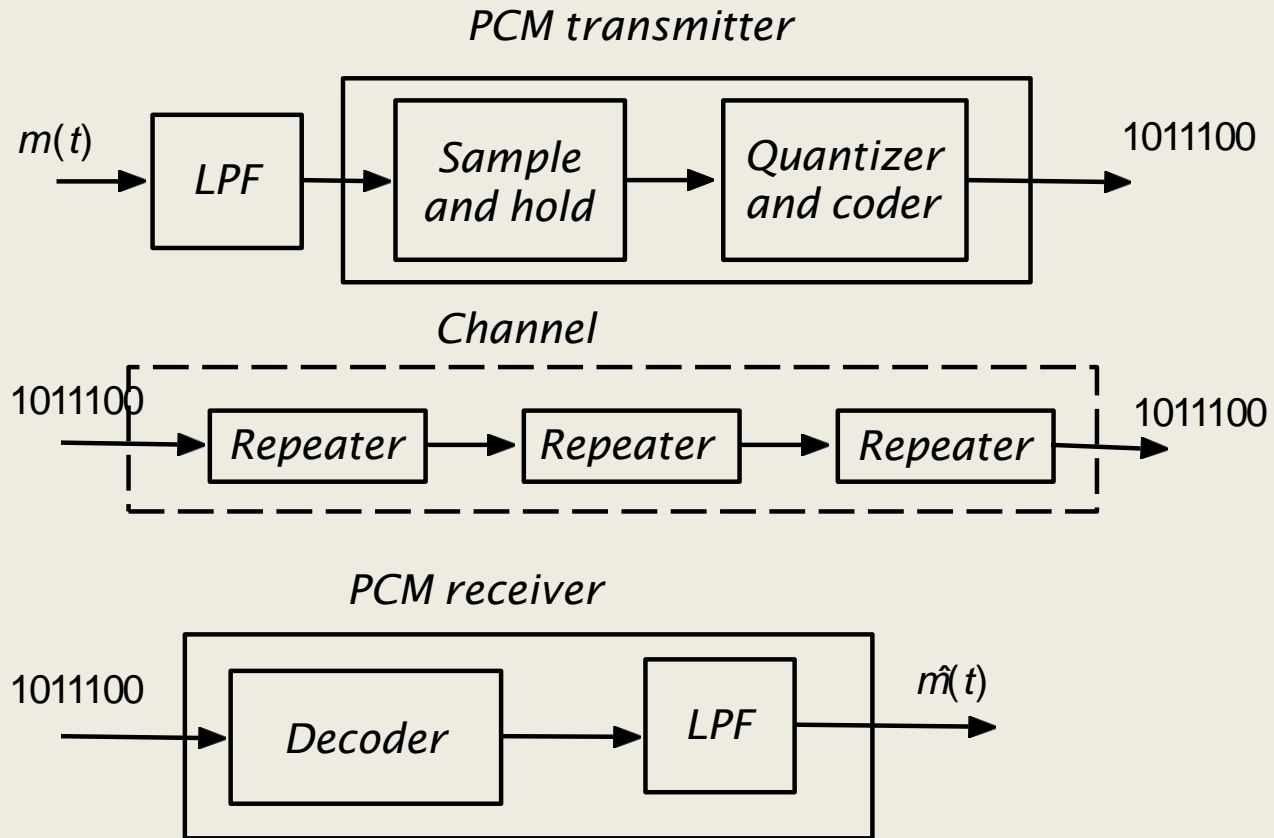 PCM transmitter
m(t)
LPF
Sample
and hold
Quantizer
and coder
1011100
Channel
1011100
Repeater
Repeater
Repeater
1011100
PCM receiver
1011100
Decoder
LPF
m̂(t)